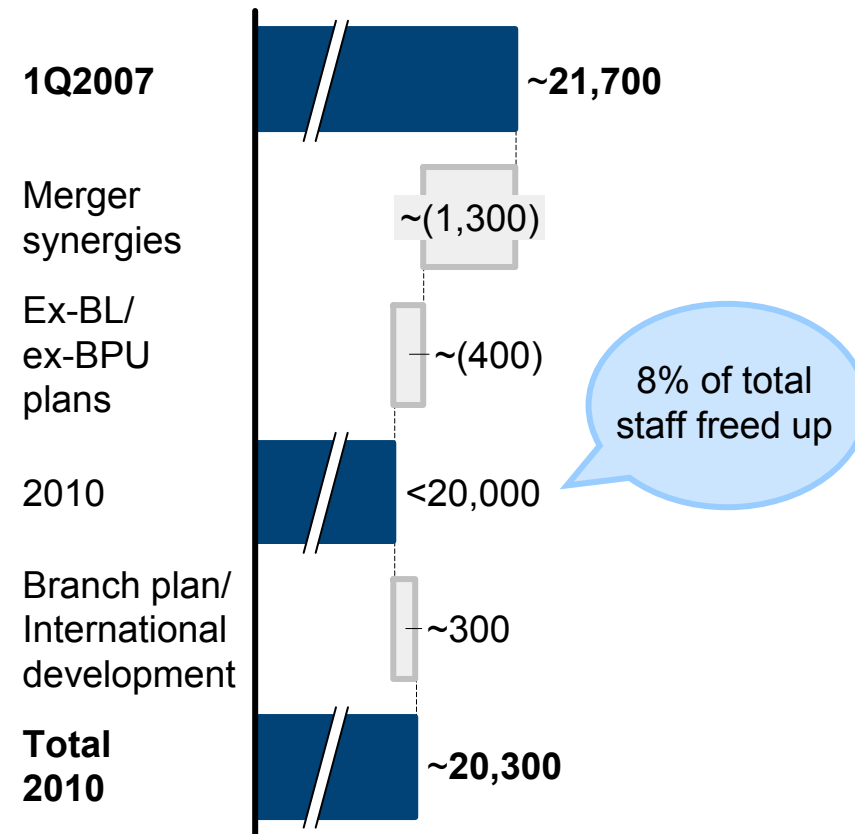 1Q2007
~21,700
Merger
synergies
~(1,300)
Ex-BL/
ex-BPU
plans
~(400)
8% of total
staff freed up
2010
<20,000
Branch plan/
International
development
~300
Total
2010
~20,300